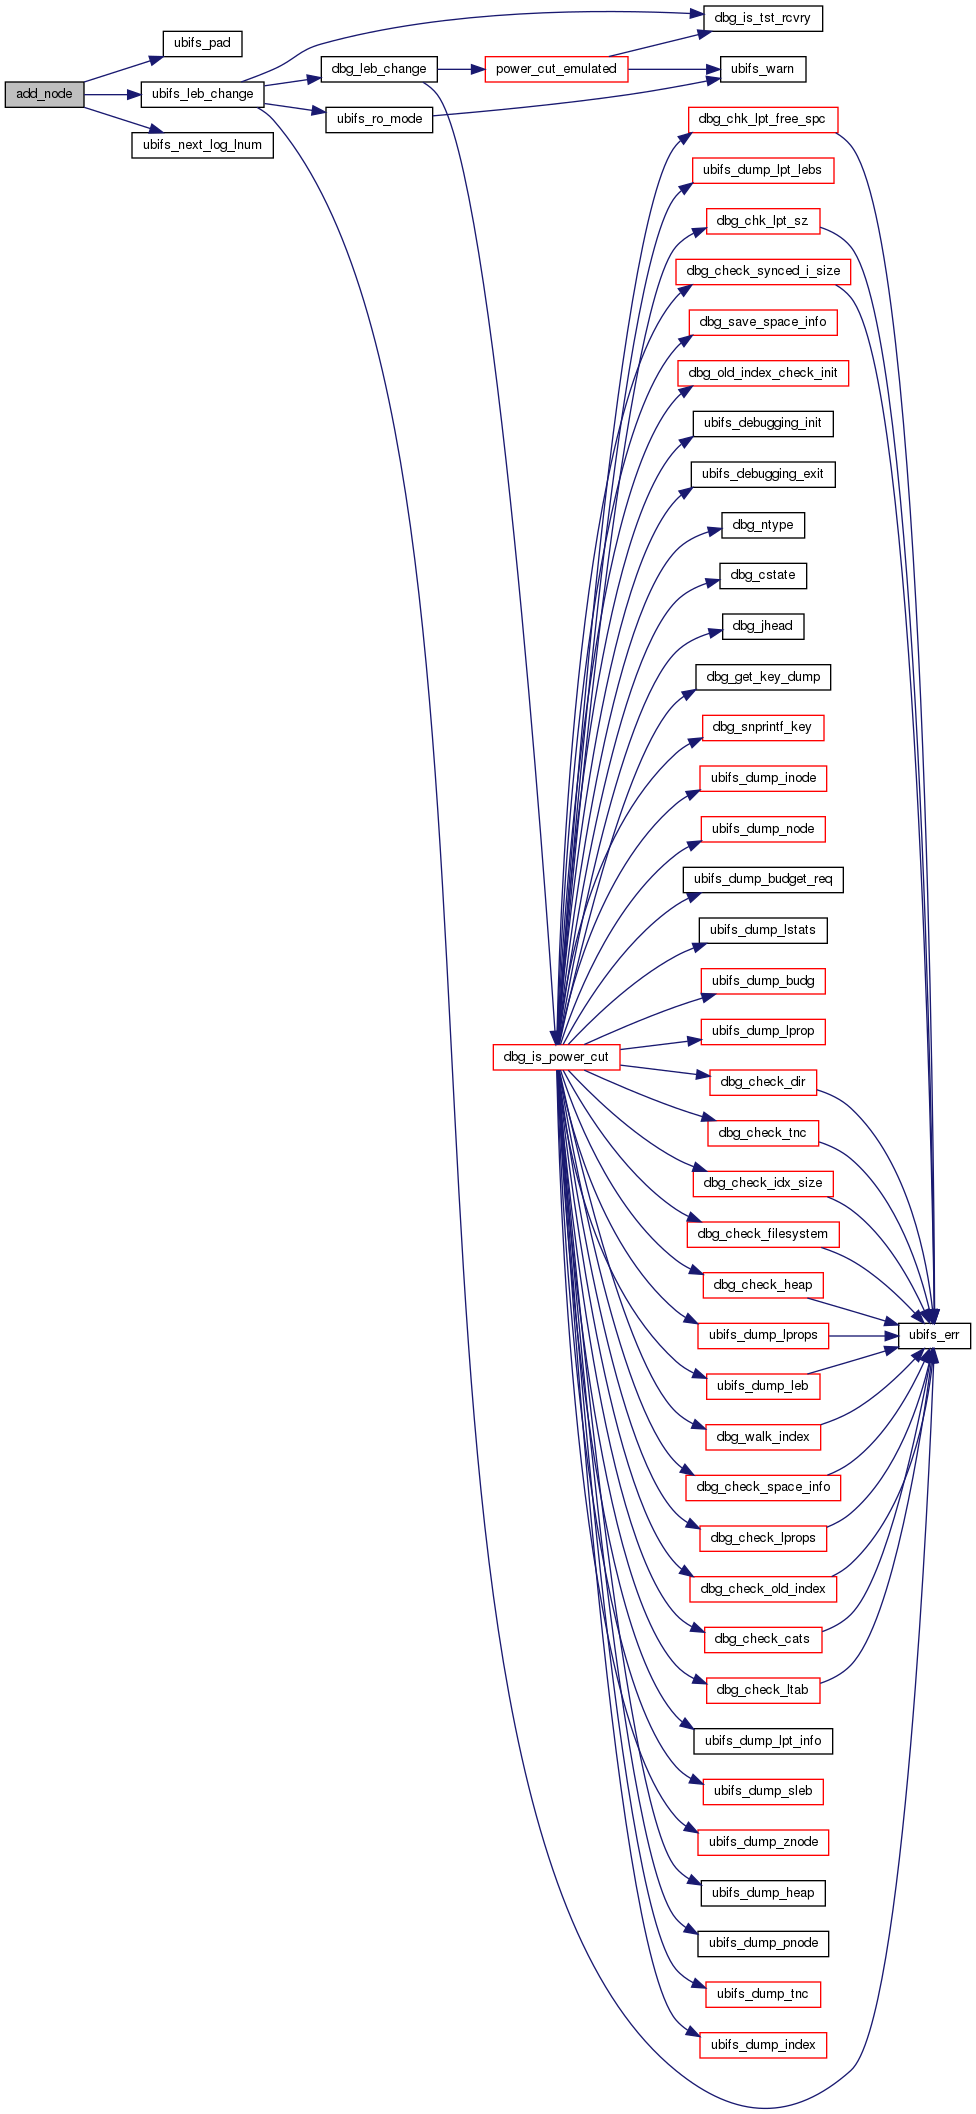 dbg_is_tst_rcvry
ubifs_pad
dbg_leb_change
power_cut_emulated
ubifs_warn
add_node
ubifs_leb_change
ubifs_ro_mode
ubifs_next_log_lnum
dbg_chk_lpt_free_spc
ubifs_dump_lpt_lebs
dbg_chk_lpt_sz
dbg_check_synced_i_size
dbg_save_space_info
dbg_old_index_check_init
ubifs_debugging_init
ubifs_debugging_exit
dbg_ntype
dbg_cstate
dbg_jhead
dbg_get_key_dump
dbg_snprintf_key
ubifs_dump_inode
ubifs_dump_node
ubifs_dump_budget_req
ubifs_dump_lstats
ubifs_dump_budg
ubifs_dump_lprop
dbg_is_power_cut
dbg_check_dir
dbg_check_tnc
dbg_check_idx_size
dbg_check_filesystem
dbg_check_heap
ubifs_dump_lprops
ubifs_err
ubifs_dump_leb
dbg_walk_index
dbg_check_space_info
dbg_check_lprops
dbg_check_old_index
dbg_check_cats
dbg_check_ltab
ubifs_dump_lpt_info
ubifs_dump_sleb
ubifs_dump_znode
ubifs_dump_heap
ubifs_dump_pnode
ubifs_dump_tnc
ubifs_dump_index